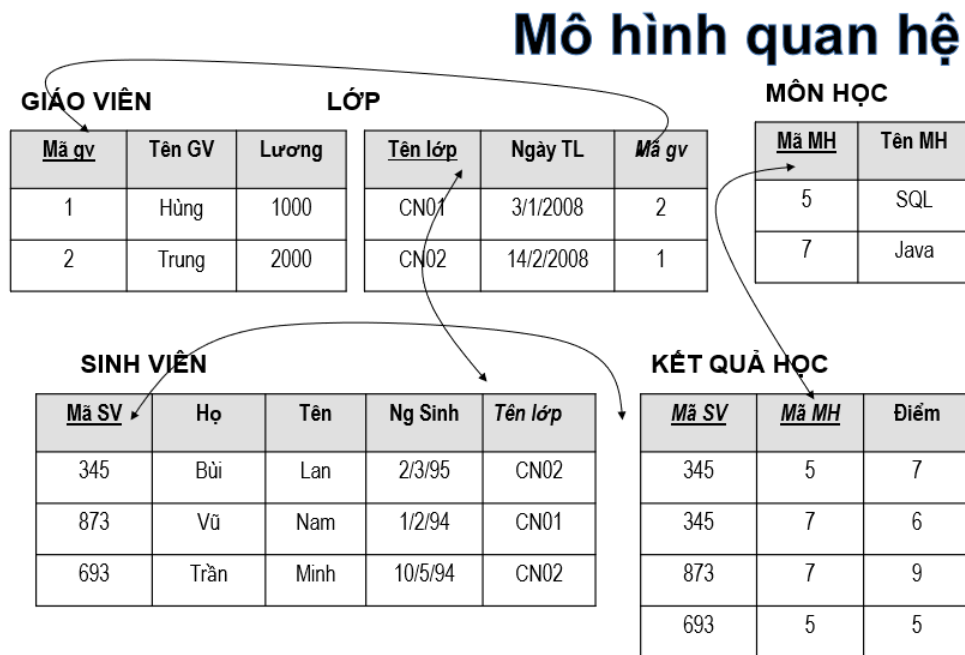 Mô hình quan hệ
GIÁO VIÊN
Mã gv Tên GV Lương
1 Hùng 1000
2 Trung 2000
LỚP
Tên lớp Ngày TL Mã gv
CN01 3/1/2008 2
CN02 14/2/2008 1
MÔN HỌC
Mã MH Tên MH
5 SQL
7 Java
SINH VIÊN
Mã SV Họ Tên Ng Sinh Tên lớp
345 Bùi Lan 2/3/95 CN02
873 Vũ Nam 1/2/94 CN01
693 Trần Minh 10/5/94 CN02
KẾT QUẢ HỌC
Mã SV Mã MH Điểm
345 5 7
345 7 6
873 7 9
693 5 5